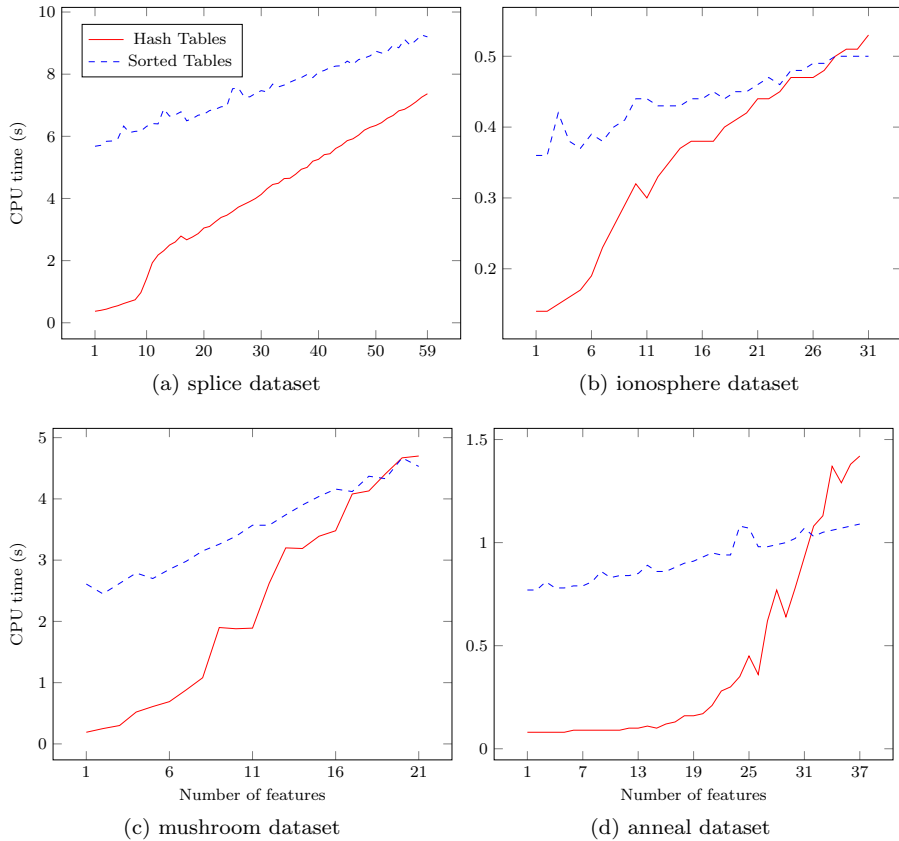 Hash Tables
Sorted Tables
CPU time (s)
10
8
6
4
2
0
1 10 20 30 40 50 59
(a) splice dataset
0.5
0.4
0.3
0.2
1 6 11 16 21 26 31
(b) ionosphere dataset
CPU time (s)
5
4
3
2
1
0
1 6 11 16 21
Number of features
(c) mushroom dataset
1.5
1
0.5
0
1 7 13 19 25 31 37
Number of features
(d) anneal dataset